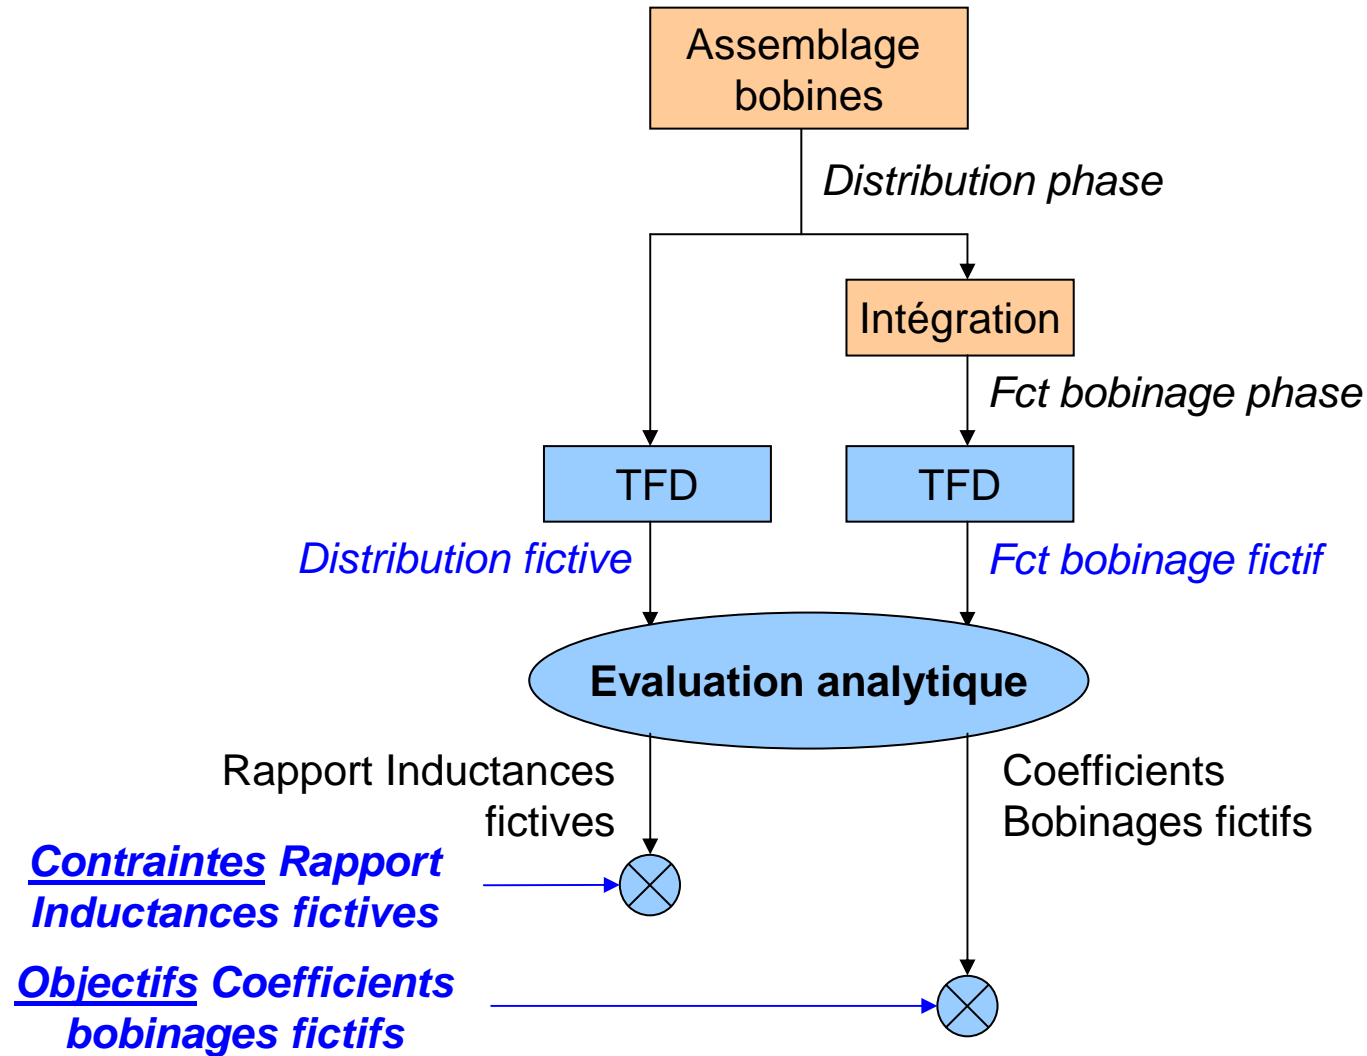 Assemblage
bobines
Distribution phase
Intégration
Fct bobinage phase
TFD
TFD
Distribution fictive
Fct bobinage fictif
Evaluation analytique
Rapport Inductances
fictives
Coefficients
Bobinages fictifs
Contraintes Rapport
Inductances fictives
Objectifs Coefficients
bobinages fictifs